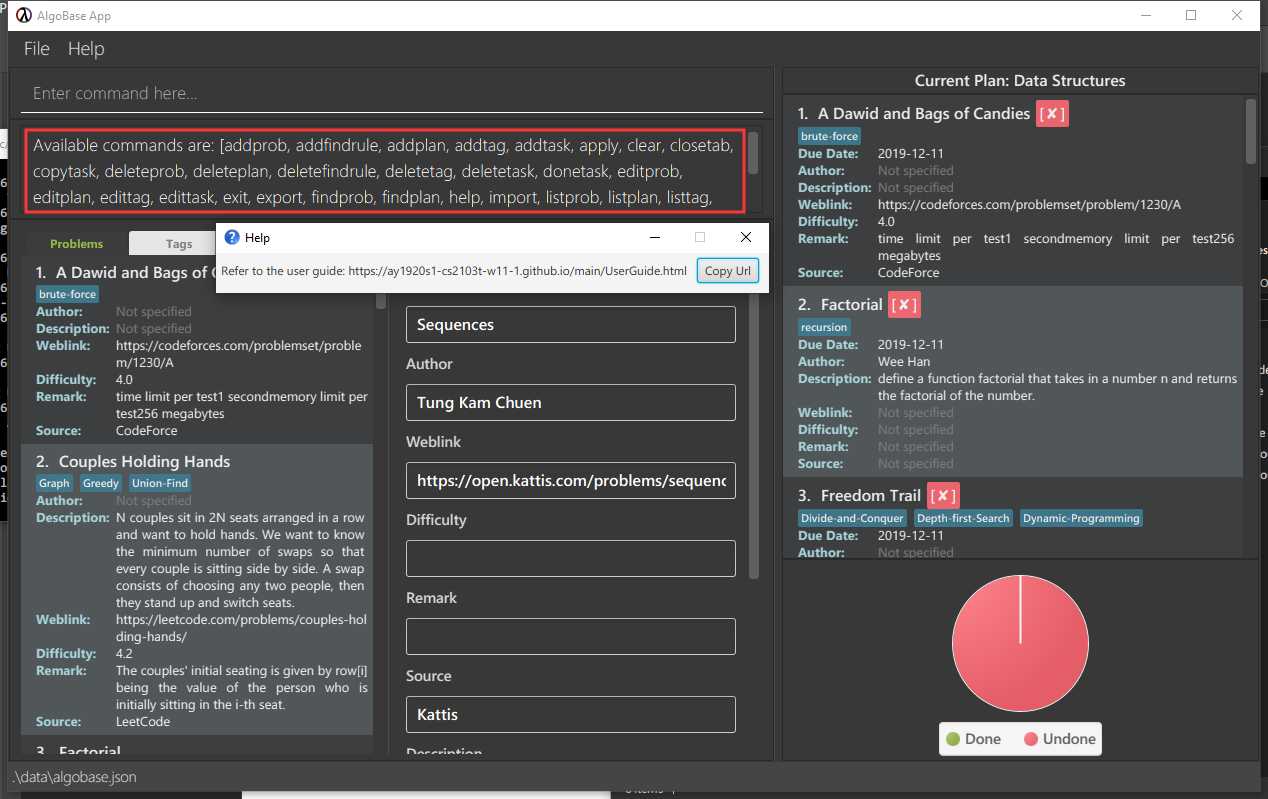 AlgoBase App
File Help
Enter command here...
Available commands are: [addprob, addfindrule, addplan, addtag, addtask, apply, clear, closetab,
copytask, deleteprob, deleteplan, deletefindrule, deletetag, deletetask, donetask, editprob,
editplan, edittag, edittask, exit, export, findprob, findplan, help, import, listprob, listplan, listtag,
Help
Refer to the user guide: https://ay1920s1-cs2103t-w11-1.github.io/main/UserGuide.html Copy Url
Problems Tags
1. A Dawid and Bags of
brute-force
Author: Not specified
Description: Not specified
Weblink: https://codeforces.com/problemset/proble
m/1230/A
Difficulty: 4.0
Remark: time limit per test1 secondmemory limit per
test256 megabytes
Source: CodeForce
2. Couples Holding Hands
Graph Greedy Union-Find
Author: Not specified
Description: N couples sit in 2N seats arranged in a row
and want to hold hands. We want to know
the minimum number of swaps so that
every couple is sitting side by side. A swap
consists of choosing any two people, then
they stand up and switch seats.
Weblink: https://leetcode.com/problems/couples-hol
ding-hands/
Difficulty: 4.2
Remark: The couples' initial seating is given by row[i]
being the value of the person who is
initially sitting in the i-th seat.
Source: LeetCode
3. Factorial
Sequences
Author
Tung Kam Chuen
Weblink
https://open.kattis.com/problems/sequenc
Difficulty
Remark
Source
Kattis
Description
Current Plan: Data Structures
1. A Dawid and Bags of Candies [✘]
brute-force
Due Date: 2019-12-11
Author: Not specified
Description: Not specified
Weblink: https://codeforces.com/problemset/problem/1230/A
Difficulty: 4.0
Remark: time limit per test1 secondmemory limit per test256
megabytes
Source: CodeForce
2. Factorial [✘]
recursion
Due Date: 2019-12-11
Author: Wee Han
Description: define a function factorial that takes in a number n and returns
the factorial of the number.
Weblink: Not specified
Difficulty: Not specified
Remark: Not specified
Source: Not specified
3. Freedom Trail [✘]
Divide-and-Conquer Depth-first-Search Dynamic-Programming
Due Date: 2019-12-11
Author: Not specified
Done Undone
.\data\algobase.json